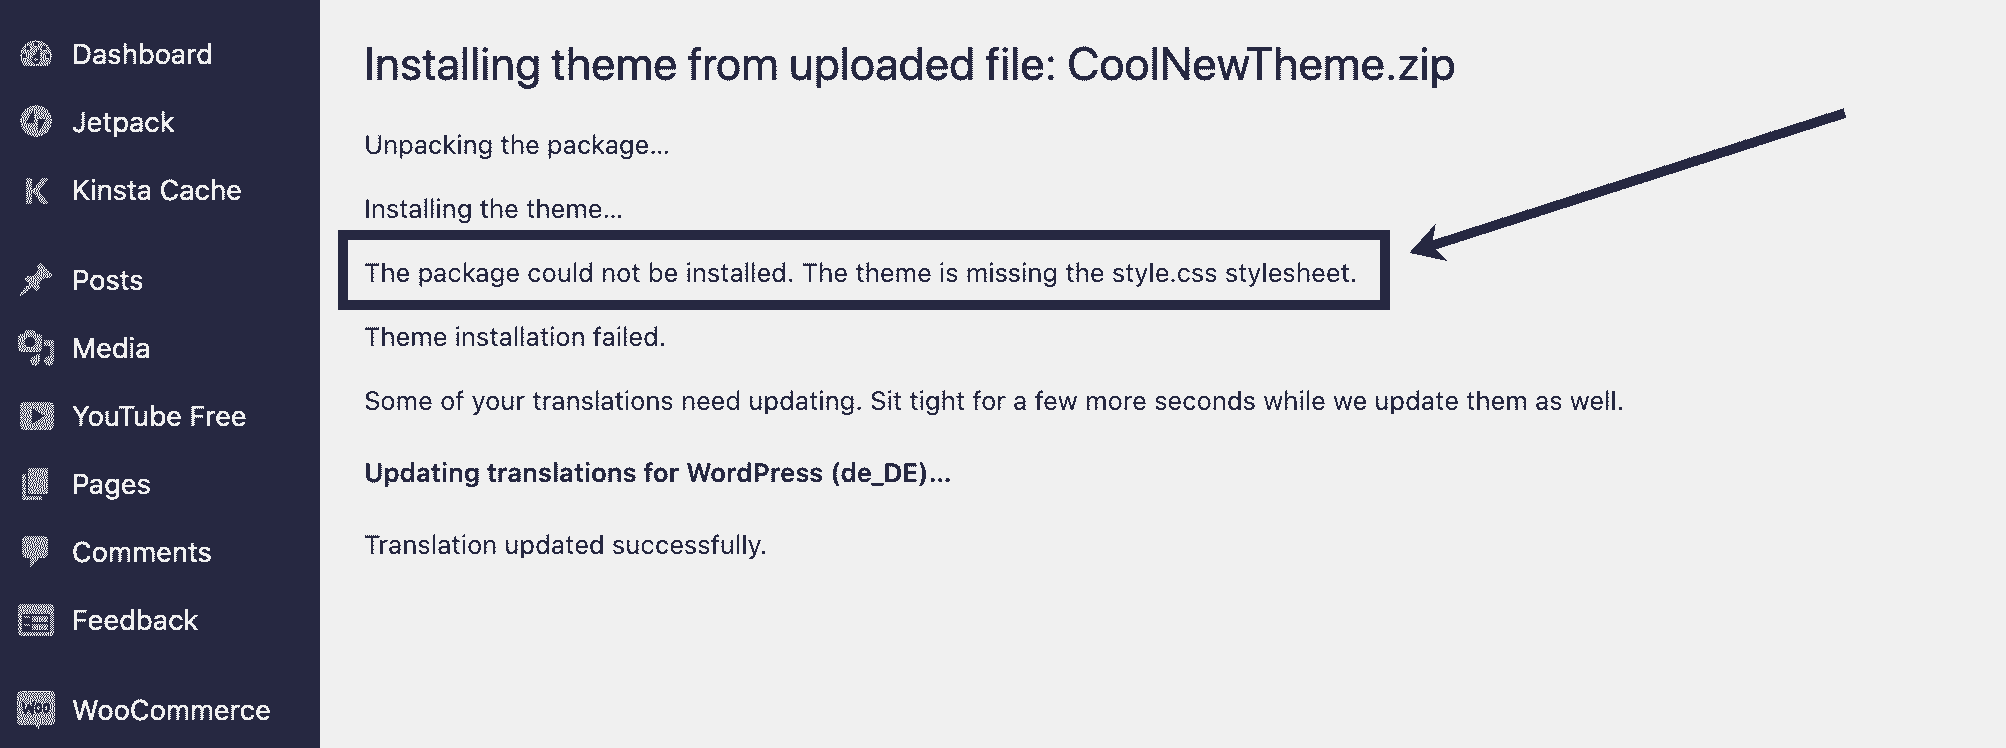 Dashboard
Jetpack
Kinsta Cache
Posts
Media
YouTube Free
Pages
Comments
Feedback
WOO
WooCommerce
Installing theme from uploaded file: CoolNewTheme.zip
Unpacking the package...
Installing the theme...
The package could not be installed. The theme is missing the style.css stylesheet.
Theme installation failed.
Some of your translations need updating. Sit tight for a few more seconds while we update them as well.
Updating translations for WordPress (de_DE)...
Translation updated successfully.